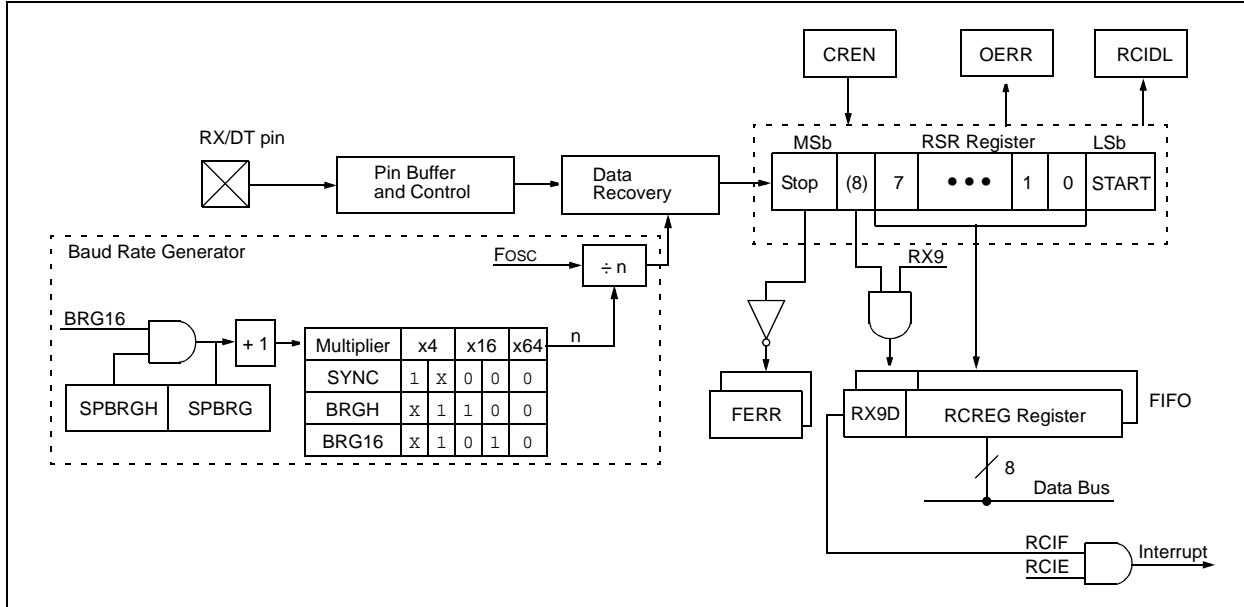 CREN
OERR
RCIDL
RX/DT pin
Pin Buffer
and Control
Data
Recovery
MSb
RSR Register
LSb
Stop
(8)
7
• • •
1
0
START
Baud Rate Generator
FOSC
÷ n
RX9
BRG16
+ 1
n
SPBRGH
SPBRG
Multiplier x4 x16 x64
SYNC 1 X 0 0 0
BRGH X 1 1 0 0
BRG16 X 1 0 1 0
FERR
RX9D
RCREG Register
FIFO
8
Data Bus
RCIF
RCIE
Interrupt